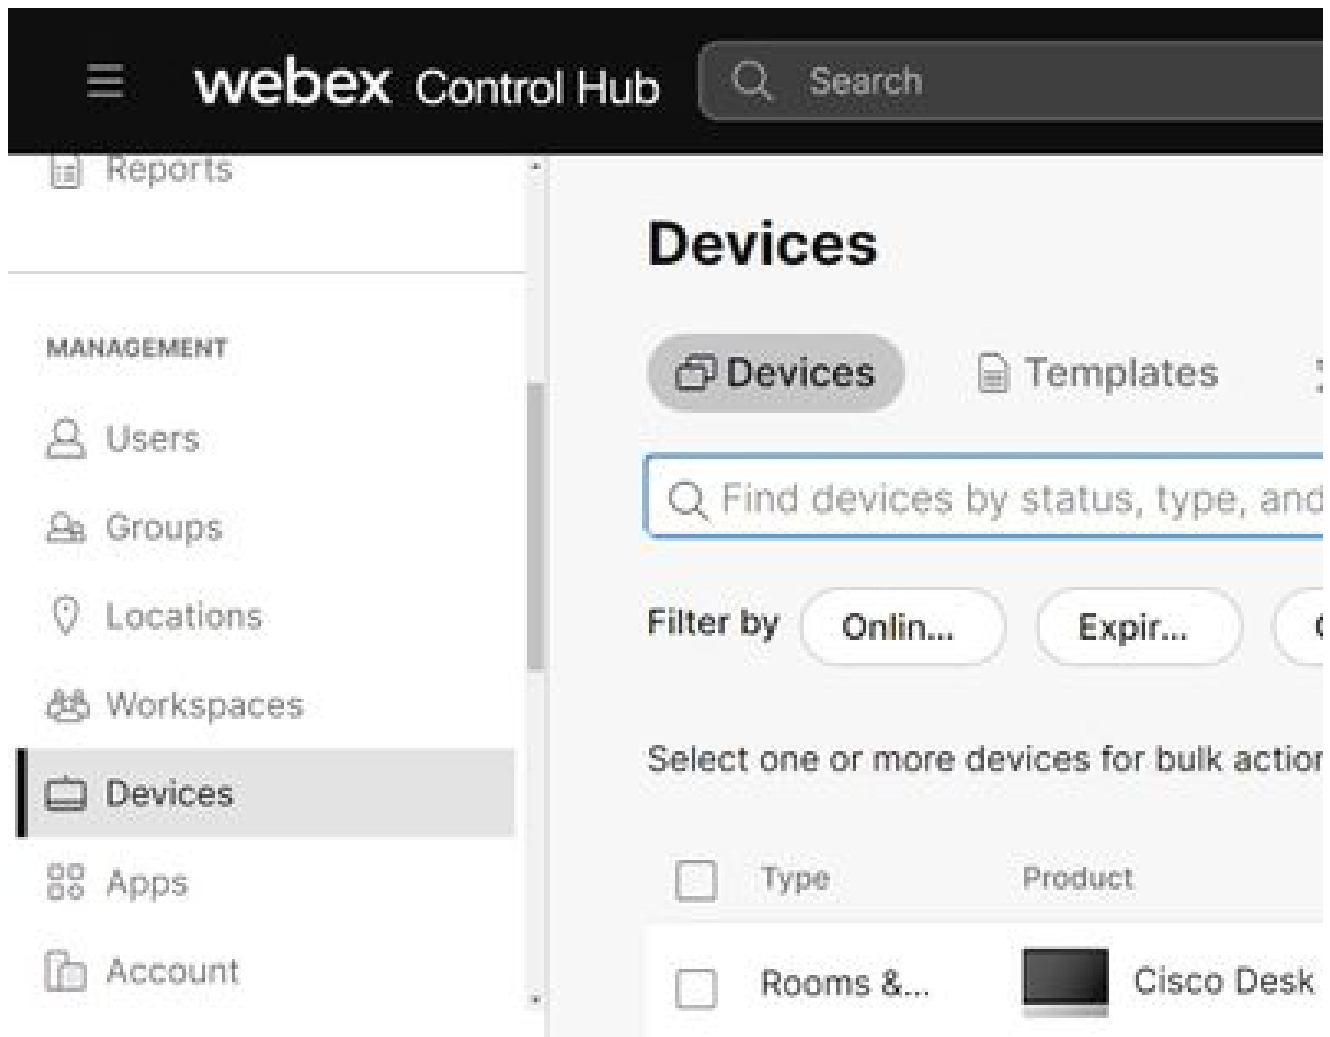 webex Control Hub
Search
Reports
MANAGEMENT
Users
Groups
Locations
Workspaces
Devices
Apps
Account
Devices
Devices
Templates
Find devices by status, type, and
Filter by
Onlin...
Expir...
Select one or more devices for bulk action
Type
Product
Rooms &...
Cisco Desk